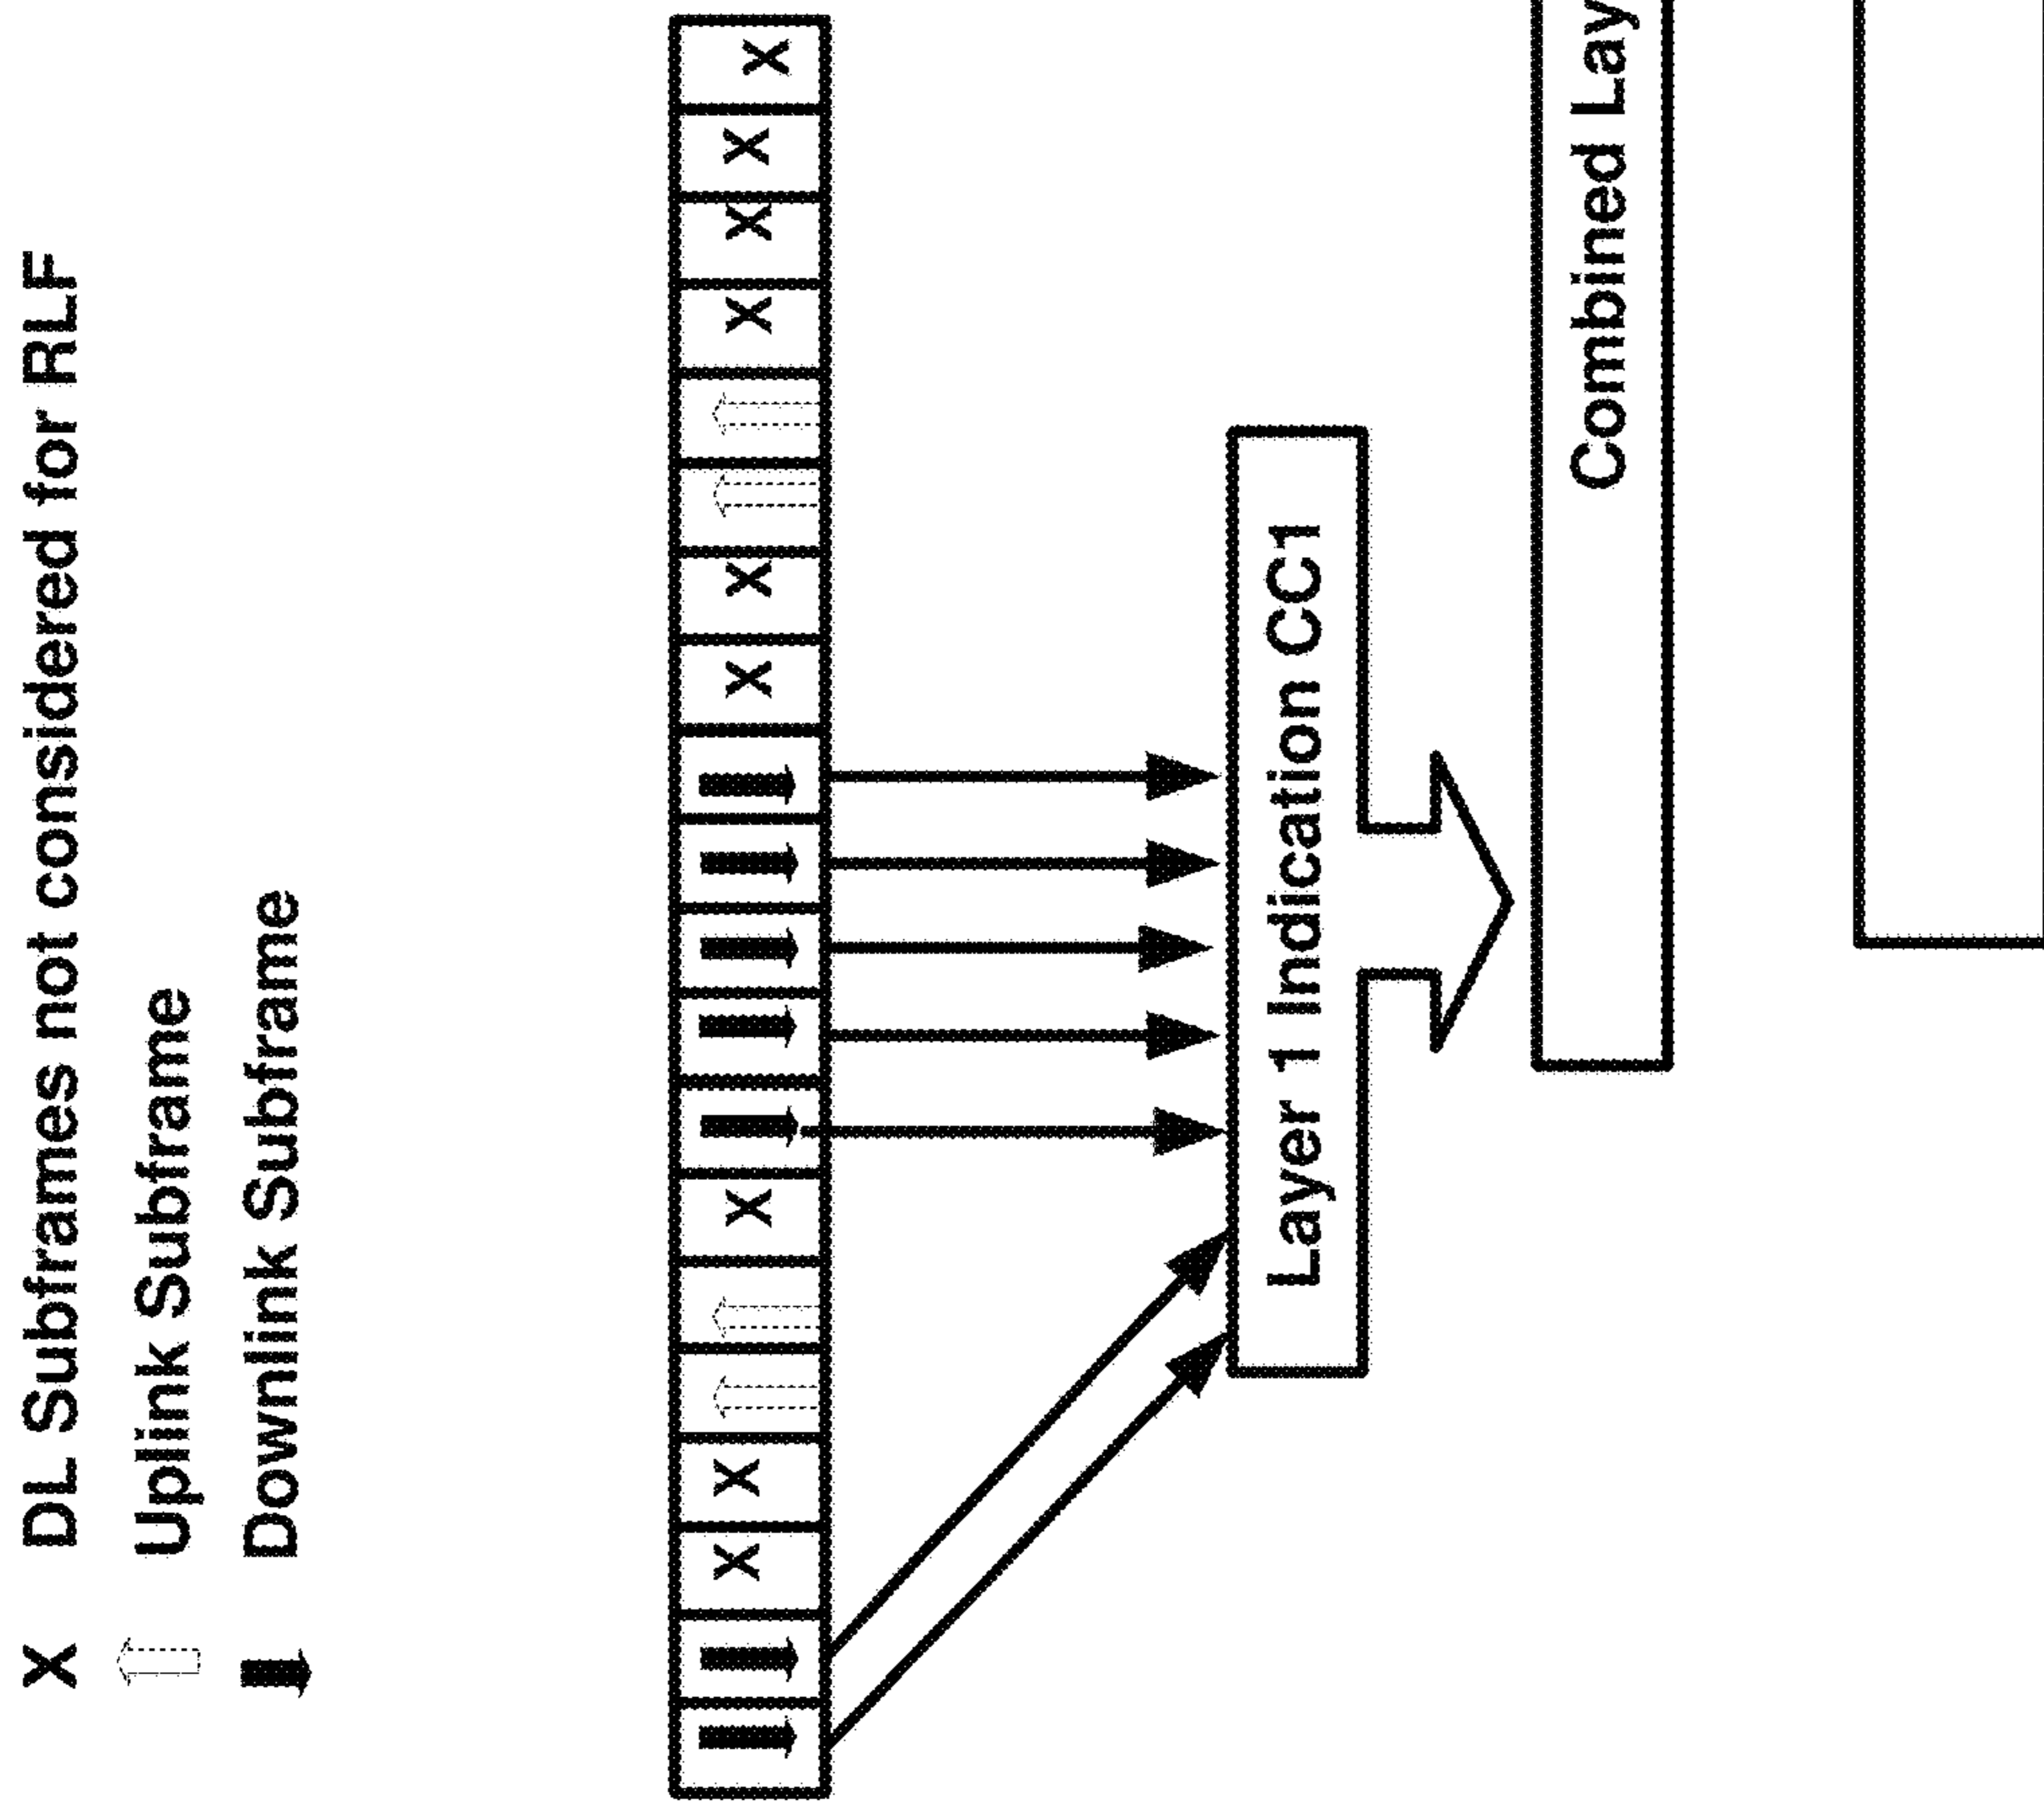 X DL Subframes not considered for RLF
Uplink Subframe
Downlink Subframe
X X X X X X X X X
Layer 1 Indication CC1
Combined Lay